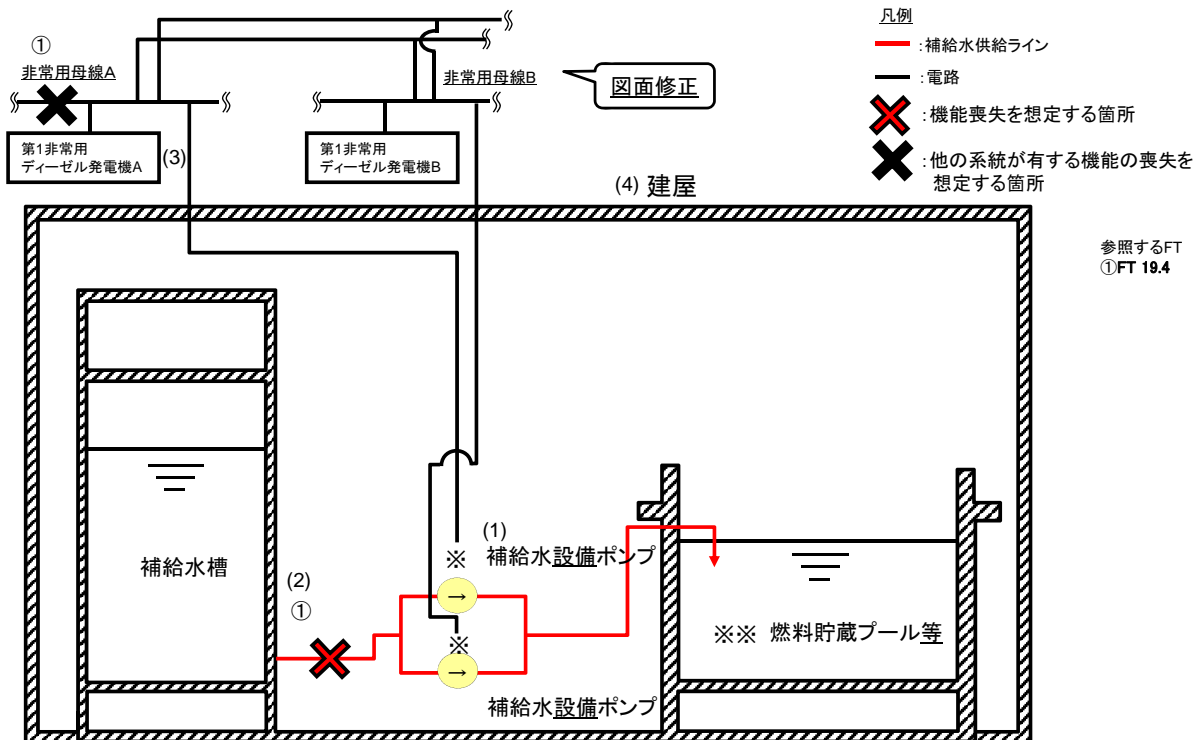 ①
非常用母線A
非常用母線B
図面修正
第1非常用
ディーゼル発電機A
(3)
第1非常用
ディーゼル発電機B
凡例
:補給水供給ライン
:電路
:機能喪失を想定する箇所
:他の系統が有する機能の喪失を
想定する箇所
(4) 建屋
参照するFT
①FT 19.4
(1)
※ 補給水設備ポンプ
補給水槽
(2)
①
→
※
→
※※ 燃料貯蔵プール等
補給水設備ポンプ